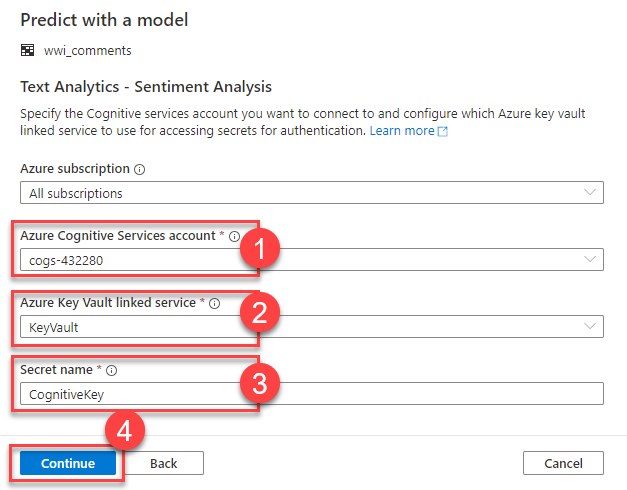 Predict with a model
wwi_comments
Text Analytics - Sentiment Analysis
Specify the Cognitive services account you want to connect to and configure which Azure key vault
linked service to use for accessing secrets for authentication. Learn more
Azure subscription
All subscriptions
Azure Cognitive Services account *
1
cogs-432280
Azure Key Vault linked service *
2
KeyVault
Secret name *
3
CognitiveKey
4
Continue Back Cancel